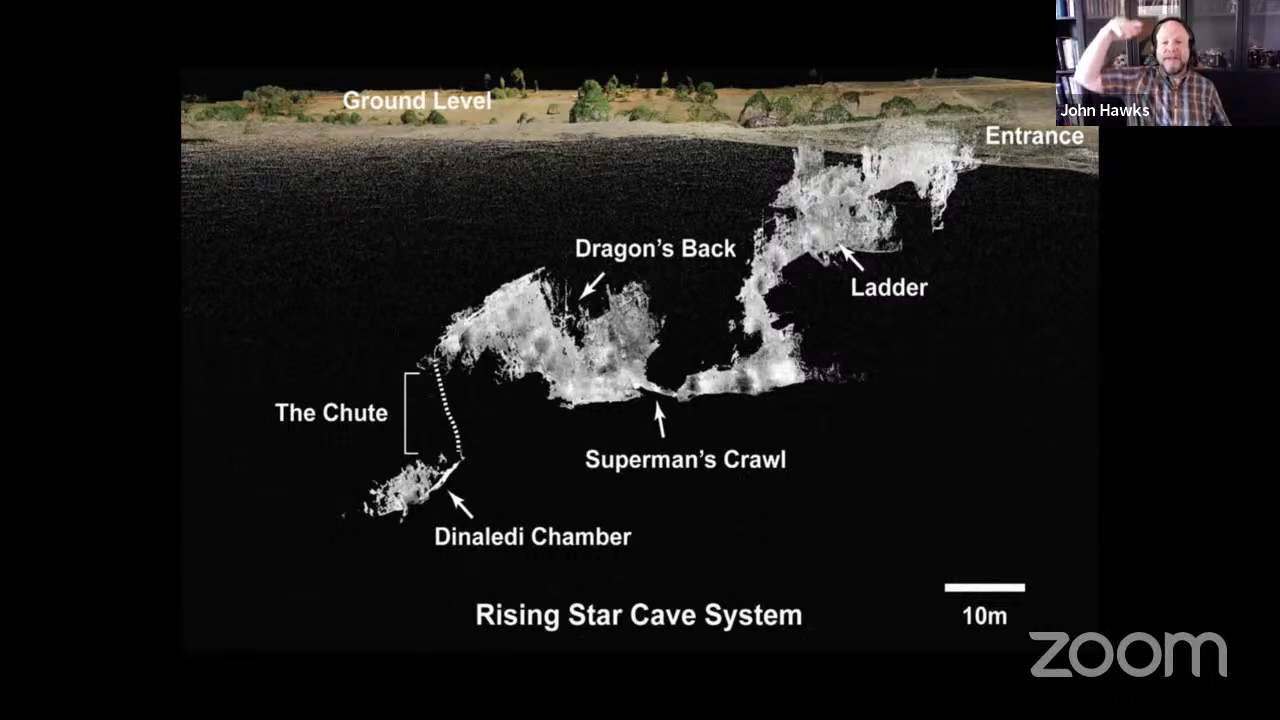 John Hawks
Ground Level
Entrance
Dragon's Back
Ladder
The Chute
Superman's Crawl
Dinaledi Chamber
Rising Star Cave System
10m
zoom